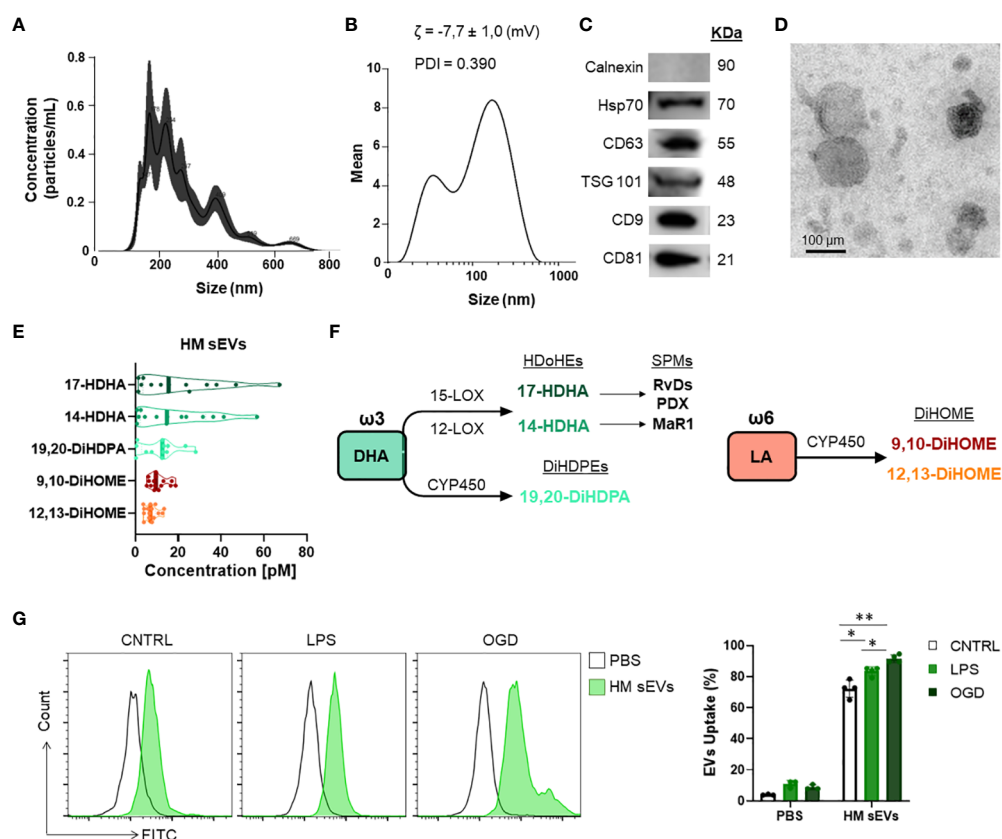 A
Concentration
(particles/mL)
0.8
0.6
0.4
0.2
0
0
200
400
600
800
Size (nm)
B
ζ = -7,7 ± 1,0 (mV)
PDI = 0.390
Mean
10
8
6
4
2
0
0
100
1000
Size (nm)
C
KDa
Calnexin 90
Hsp70 70
CD63 55
TSG 101 48
CD9 23
CD81 21
D
100 μm
E
HM sEVs
17-HDHA
14-HDHA
19,20-DiHDPA
9,10-DiHOME
12,13-DiHOME
0 20 40 60 80
Concentration [pM]
F
ω3
DHA
15-LOX
12-LOX
CYP450
HDoHEs
17-HDHA
14-HDHA
SPMs
RvDs
PDX
MaR1
DiHDPEs
19,20-DiHDPA
ω6
LA
CYP450
DiHOME
9,10-DiHOME
12,13-DiHOME
G
CNTRL
LPS
OGD
PBS
HM sEVs
Count
FITC
EVs Uptake (%)
100
80
60
40
20
0
PBS
HM sEVs
**
*
*
CNTRL
LPS
OGD